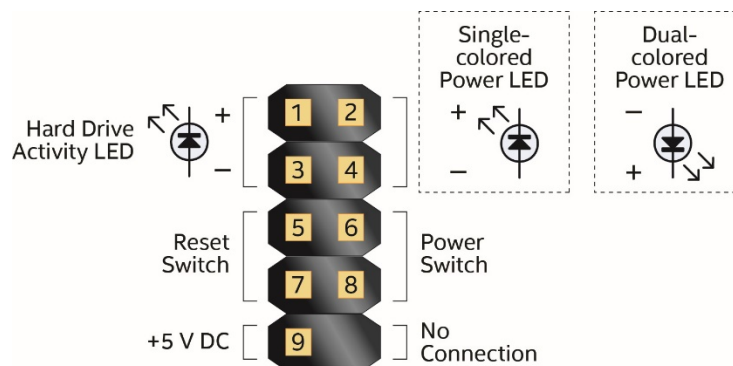 Single-
colored
Power LED
Dual-
colored
Power LED
Hard Drive
Activity LED
+
–
1 2
3 4
+
–
–
+
Reset
Switch
5 6
7 8
Power
Switch
+5 V DC
9
No
Connection